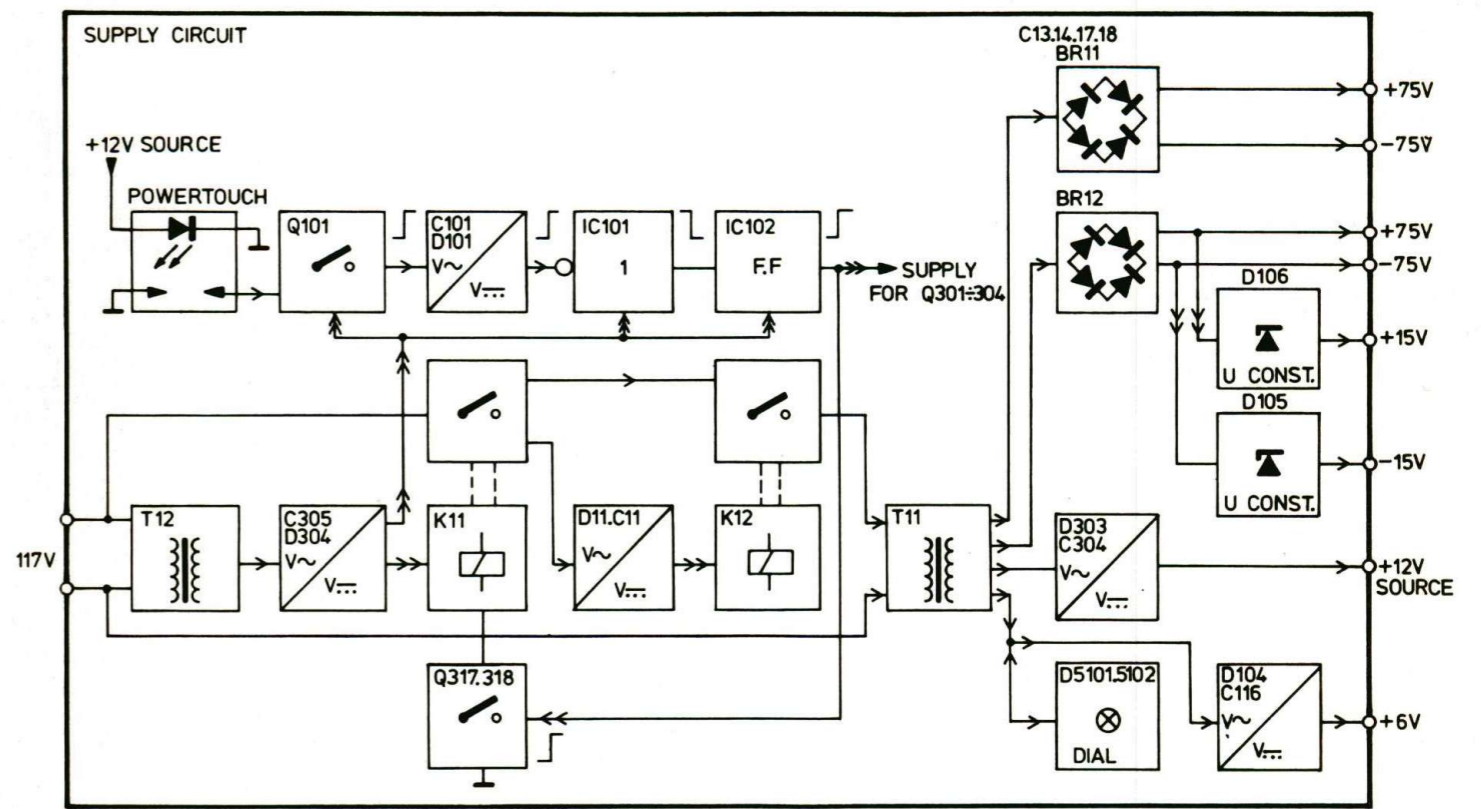 SUPPLY CIRCUIT
C13.14.17.18
BR11
+75V
-75V
+12V SOURCE
POWERTOUCH
Q101
C101
D101
V~
V⎓
IC101
1
IC102
F.F
SUPPLY
FOR Q301÷304
BR12
+75V
-75V
D106
U CONST.
+15V
D105
U CONST.
-15V
117V
T12
C305
D304
V~
V⎓
K11
D11.C11
V~
V⎓
K12
T11
D303
C304
V~
V⎓
+12V
SOURCE
Q317.318
D5101.5102
DIAL
D104
C116
V~
V⎓
+6V